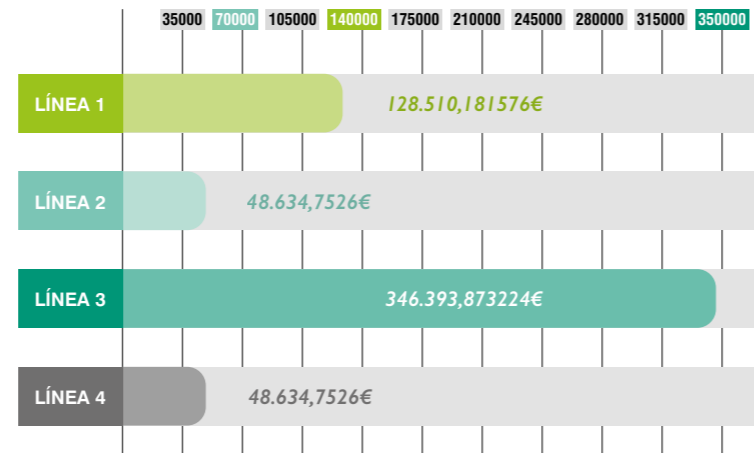 35000 70000 105000 140000 175000 210000 245000 280000 315000 350000
LÍNEA 1 128.510,181576€
LÍNEA 2 48.634,7526€
LÍNEA 3 346.393,873224€
LÍNEA 4 48.634,7526€